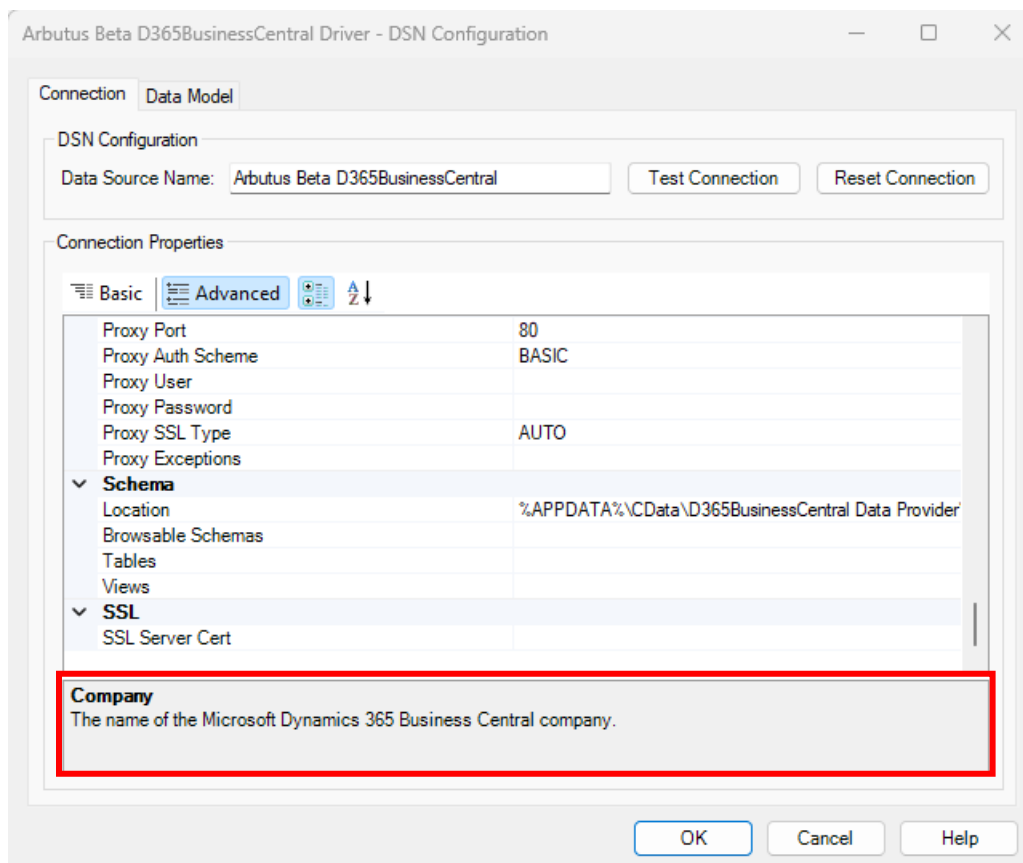 Arbutus Beta D365BusinessCentral Driver - DSN Configuration
Connection Data Model
DSN Configuration
Data Source Name: Arbutus Beta D365BusinessCentral Test Connection Reset Connection
Connection Properties
Basic Advanced AZ
Proxy Port 80
Proxy Auth Scheme BASIC
Proxy User
Proxy Password
Proxy SSL Type AUTO
Proxy Exceptions
Schema
Location %APPDATA%\CData\D365BusinessCentral Data Provider\
Browsable Schemas
Tables
Views
SSL
SSL Server Cert
Company
The name of the Microsoft Dynamics 365 Business Central company.
OK Cancel Help